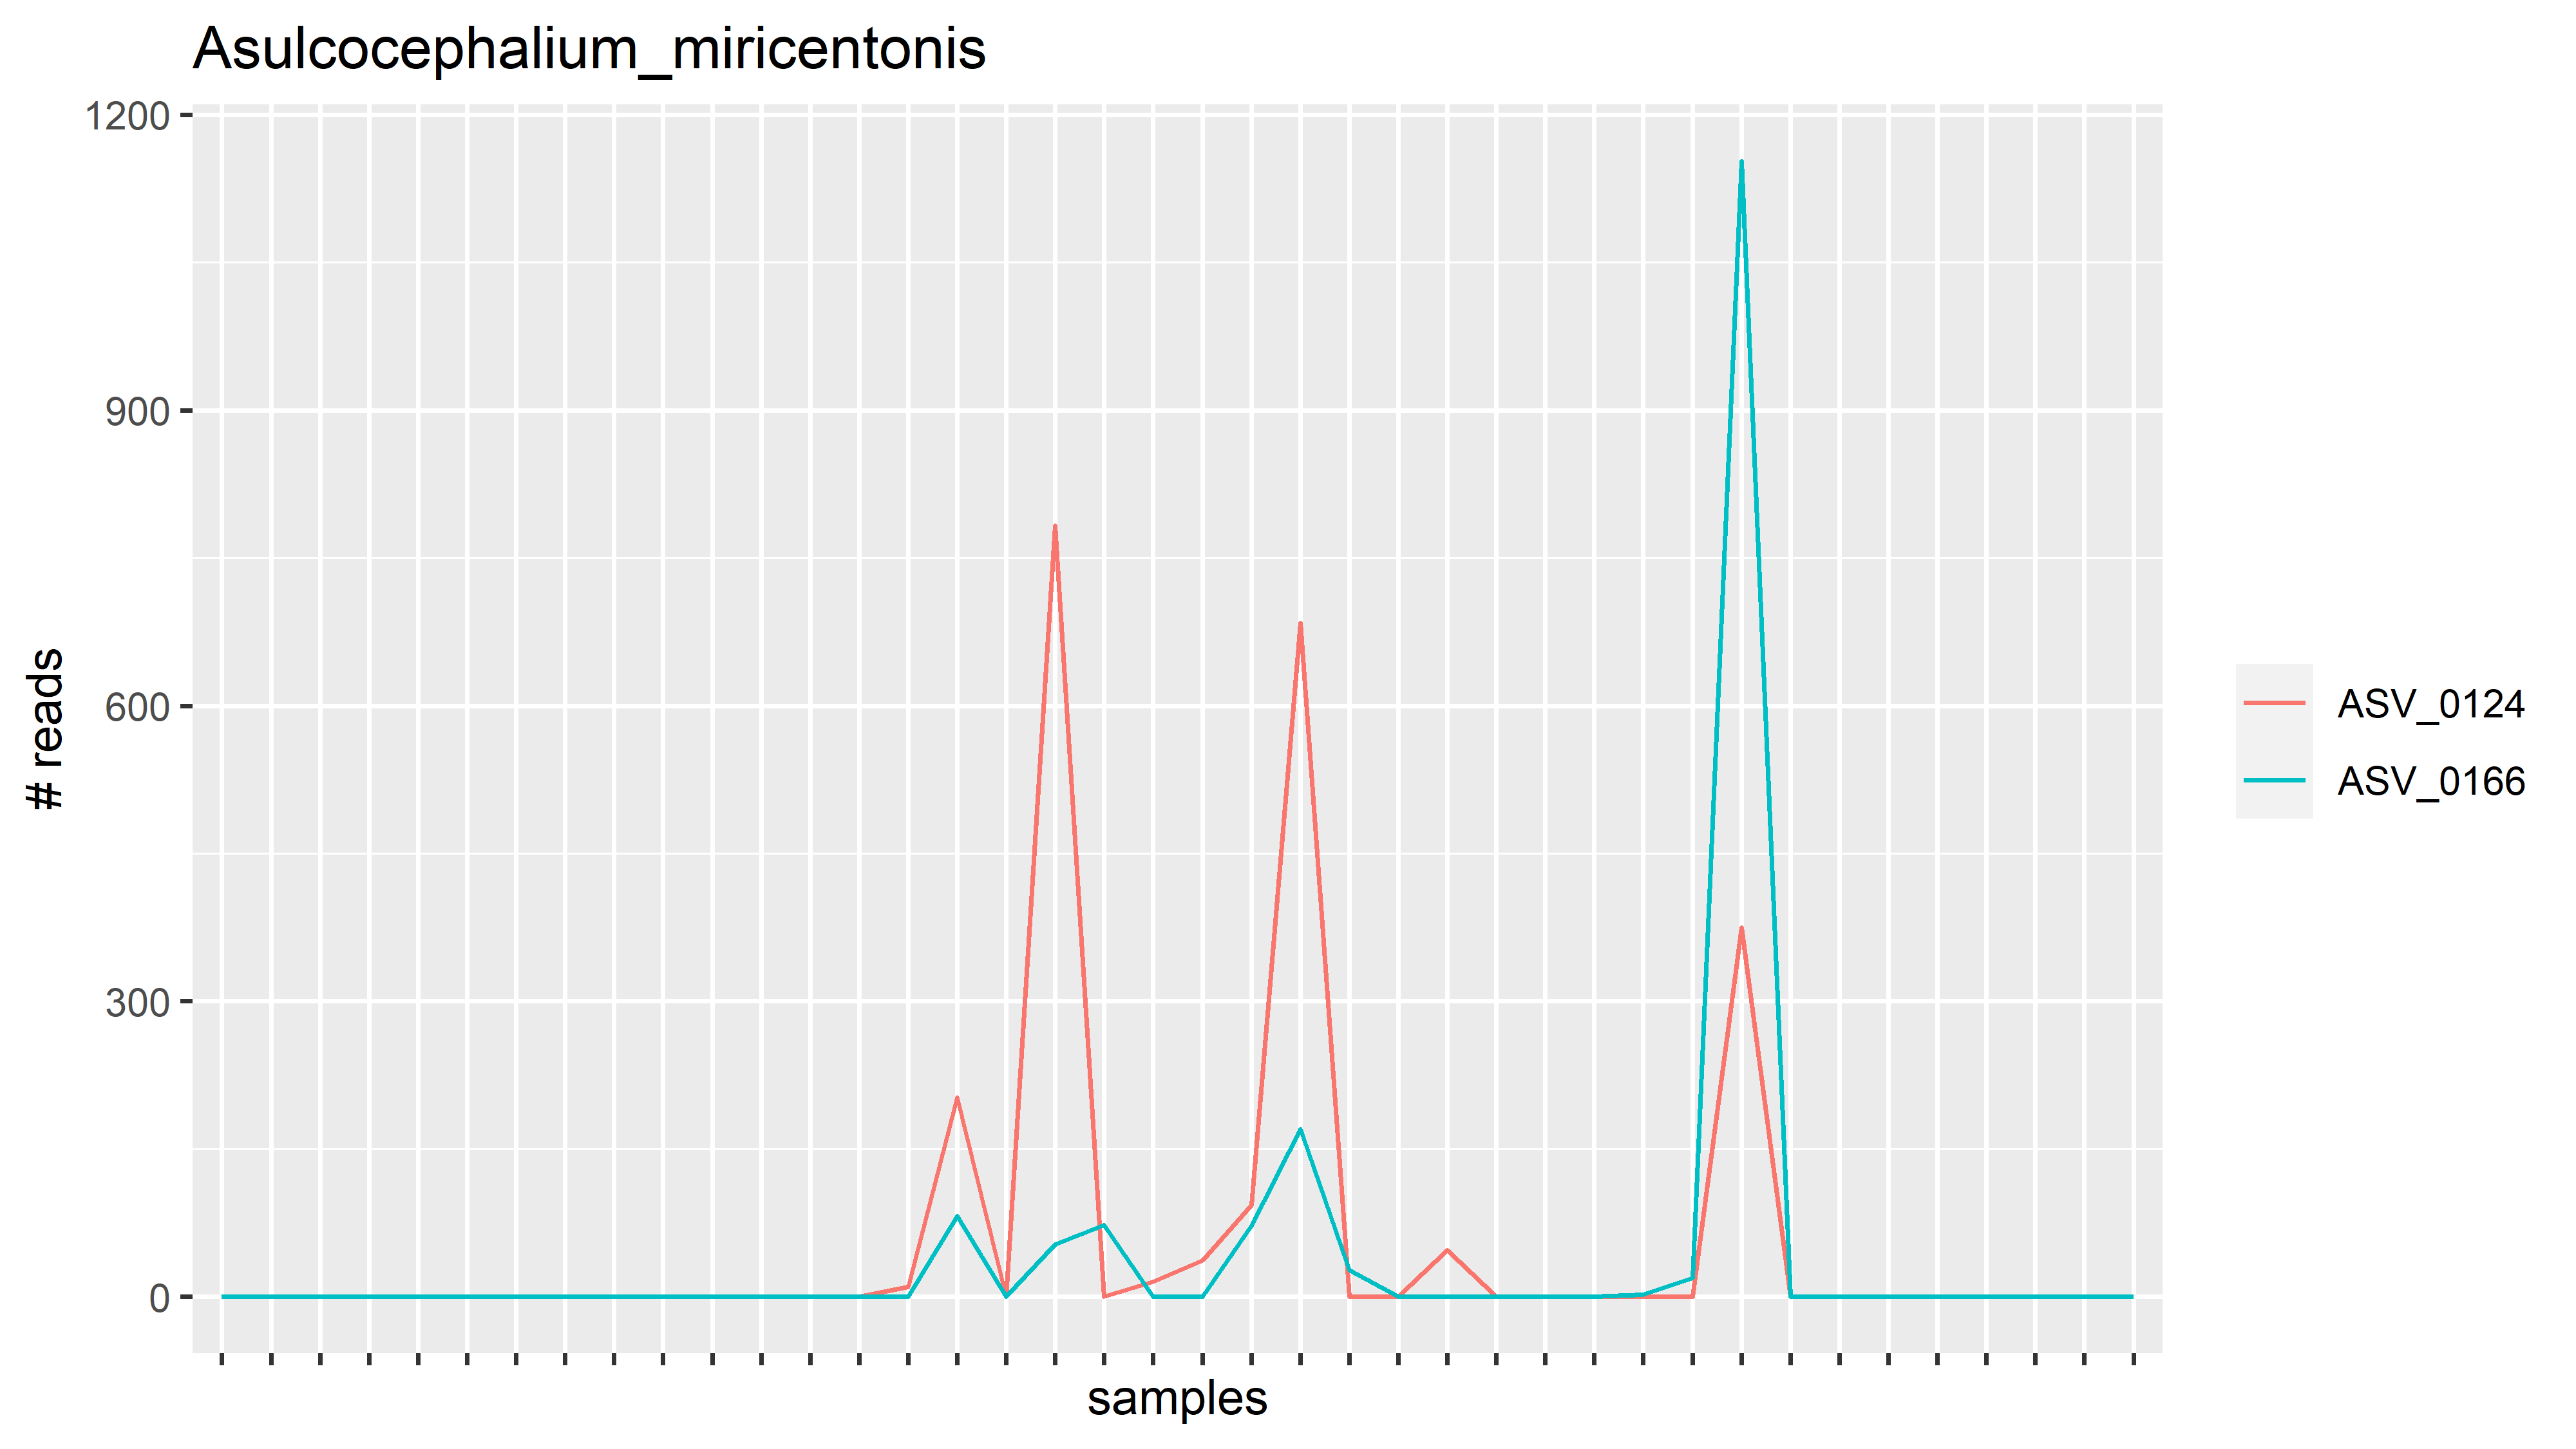 Asulcocephalium_miricentonis
1200
900
600
300
0
# reads
samples
ASV_0124
ASV_0166